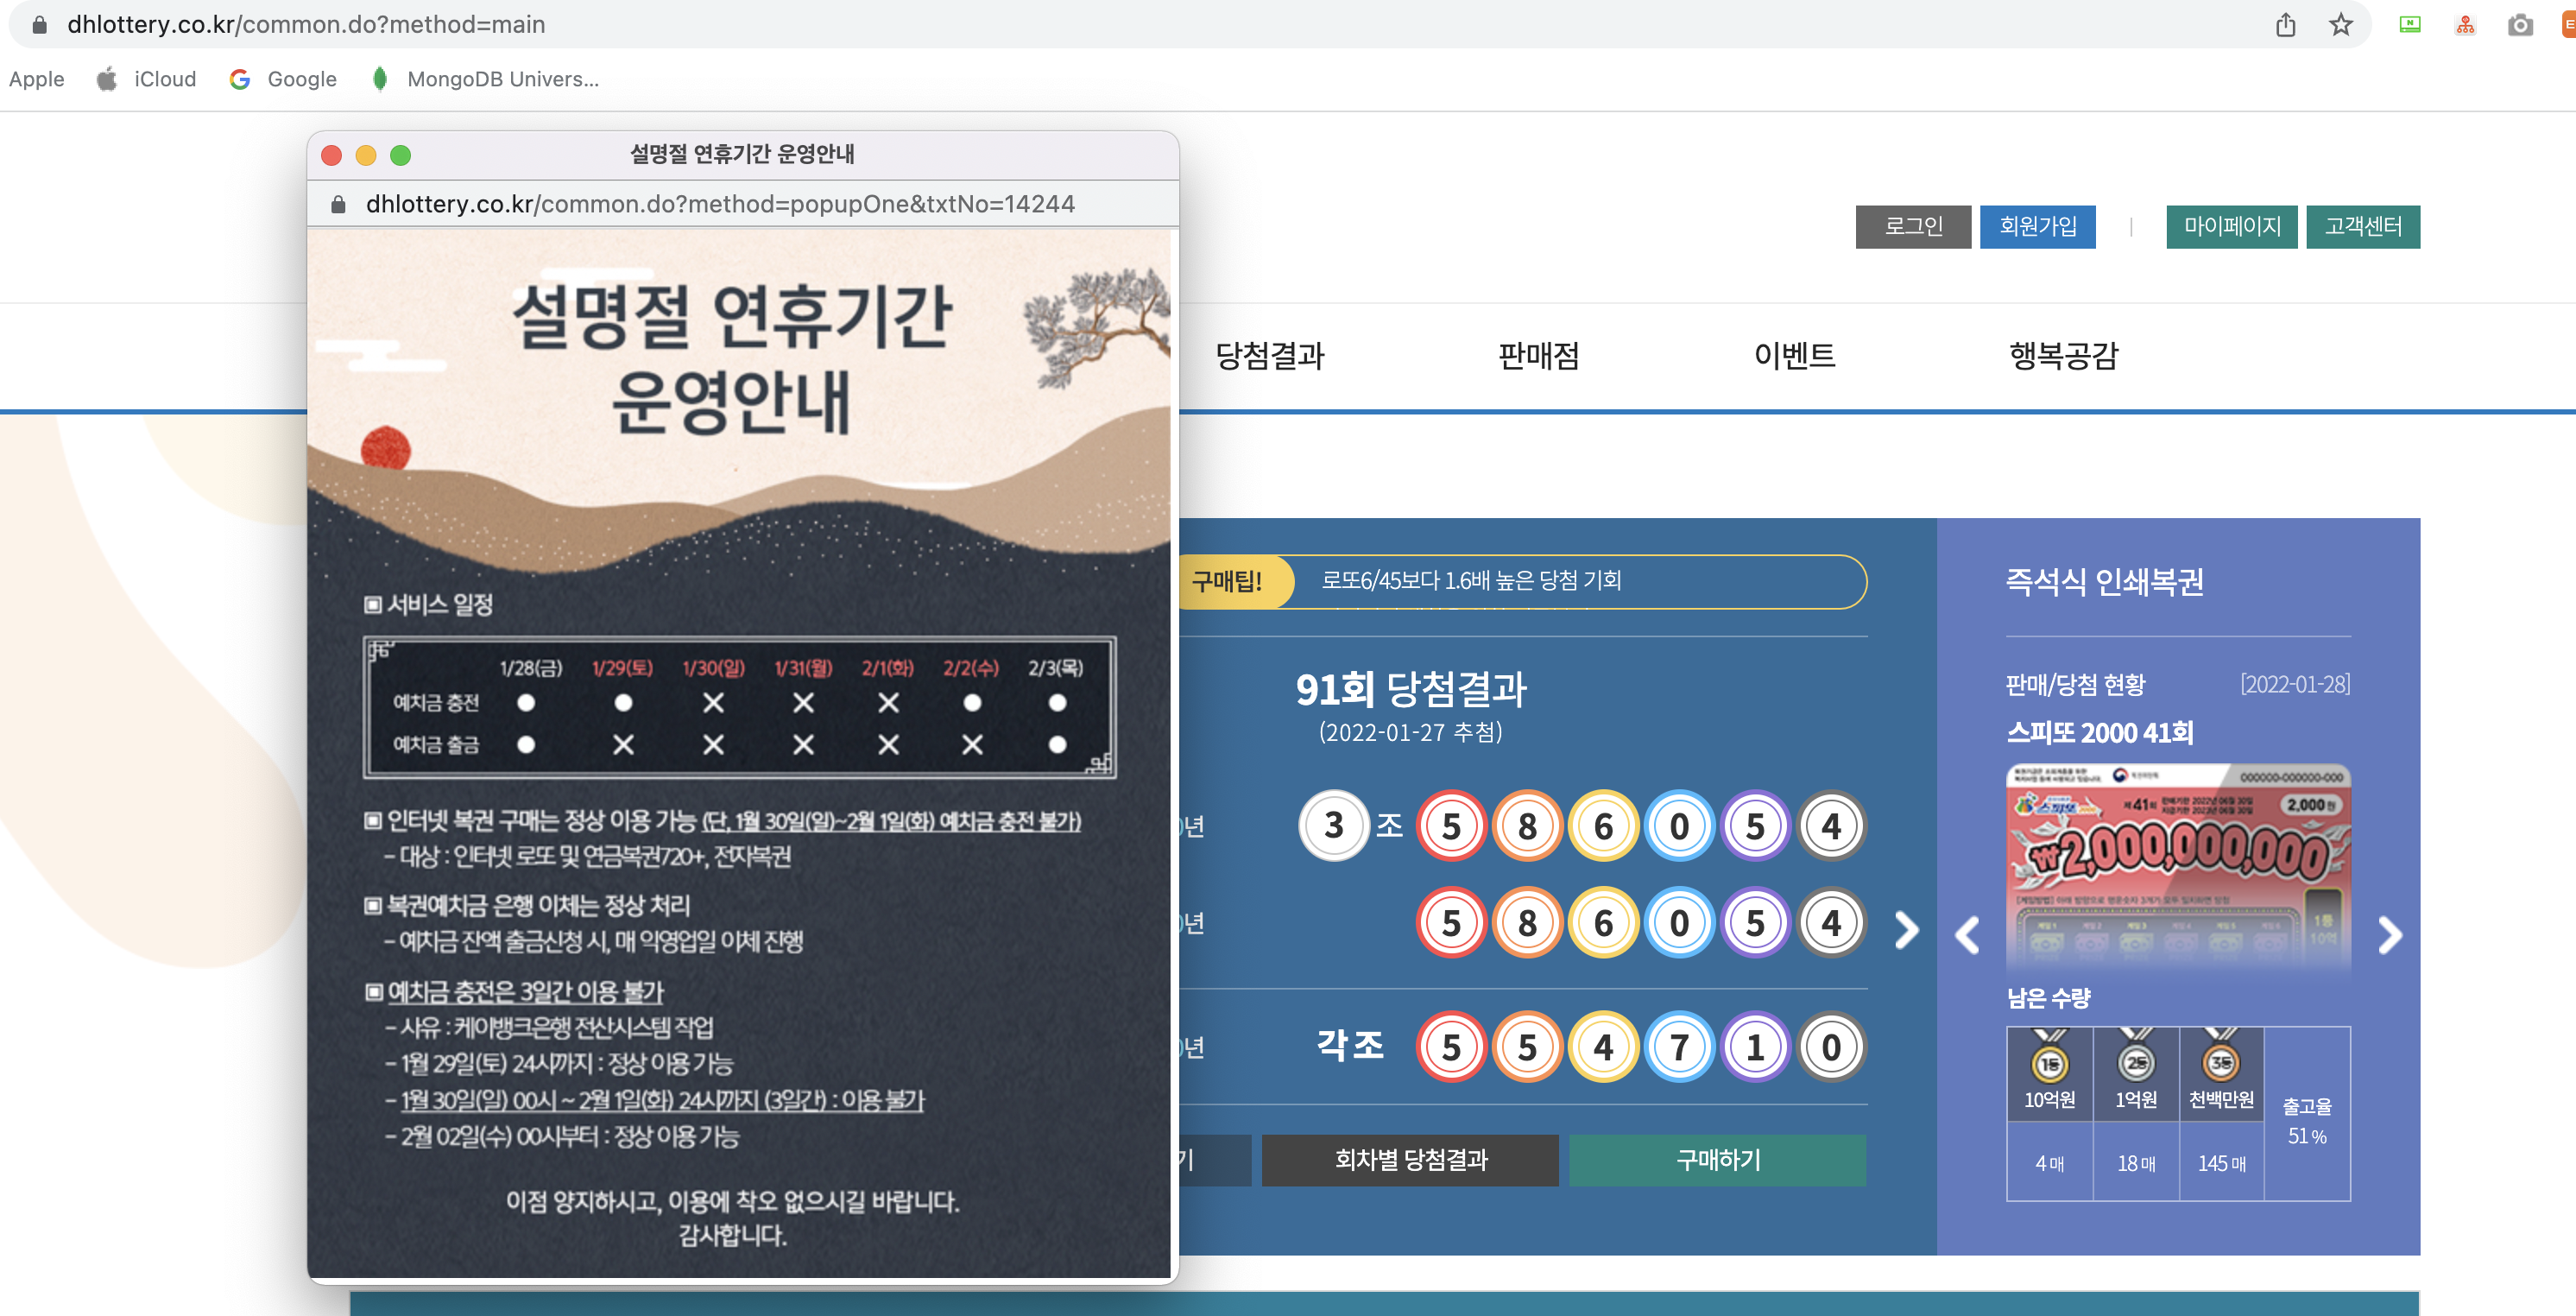 dhlottery.co.kr/common.do?method=main
Apple
iCloud
Google
MongoDB Univers...
설명절 연휴기간 운영안내
dhlottery.co.kr/common.do?method=popupOne&txtNo=14244
설명절 연휴기간
운영안내
▣ 서비스 일정
1/28(금) 1/29(토) 1/30(일) 1/31(월) 2/1(화) 2/2(수) 2/3(목)
예치금 충전 ● ● X X X ● ●
예치금 출금 ● X X X X X ●
▣ 인터넷 복권 구매는 정상 이용 가능 (단, 1월 30일(일)~2월 1일(화) 예치금 충전 불가)
– 대상 : 인터넷 로또 및 연금복권720+, 전자복권
▣ 복권예치금 은행 이체는 정상 처리
– 예치금 잔액 출금신청 시, 매 익영업일 이체 진행
▣ 예치금 충전은 3일간 이용 불가
– 사유 : 케이뱅크은행 전산시스템 작업
– 1월 29일(토) 24시까지 : 정상 이용 가능
– 1월 30일(일) 00시 ~ 2월 1일(화) 24시까지 (3일간) : 이용 불가
– 2월 02일(수) 00시부터 : 정상 이용 가능
이점 양지하시고, 이용에 착오 없으시길 바랍니다.
감사합니다.
로그인
회원가입
|
마이페이지
고객센터
당첨결과
판매점
이벤트
행복공감
구매팁!
로또6/45보다 1.6배 높은 당첨 기회
91회 당첨결과
(2022-01-27 추첨)
년 3 조 5 8 6 0 5 4
년 5 8 6 0 5 4
년 각조 5 5 4 7 1 0
기
회차별 당첨결과
구매하기
즉석식 인쇄복권
판매/당첨 현황 [2022-01-28]
스피또 2000 41회
000000-000000-000
스피또
제41회
2,000원
₩2,000,000,000
1등
10억
남은 수량
1등 2등 3등
10억원 1억원 천백만원 출고율
51 %
4 매 18 매 145 매